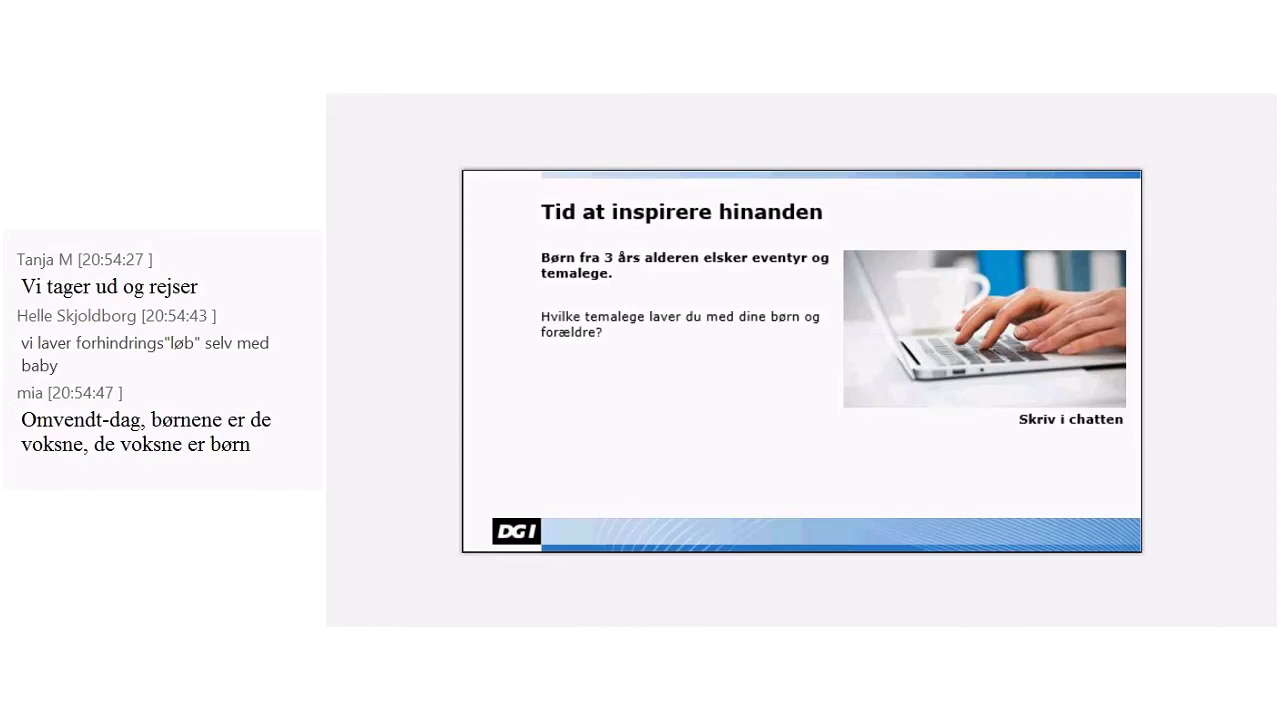 Tanja M [20:54:27 ]
Vi tager ud og rejser
Helle Skjoldborg [20:54:43 ]
vi laver forhindrings"løb" selv med
baby
mia [20:54:47 ]
Omvendt-dag, børnene er de
voksne, de voksne er børn
Tid at inspirere hinanden
Børn fra 3 års alderen elsker eventyr og
temalege.
Hvilke temalege laver du med dine børn og
forældre?
Skriv i chatten
DGI